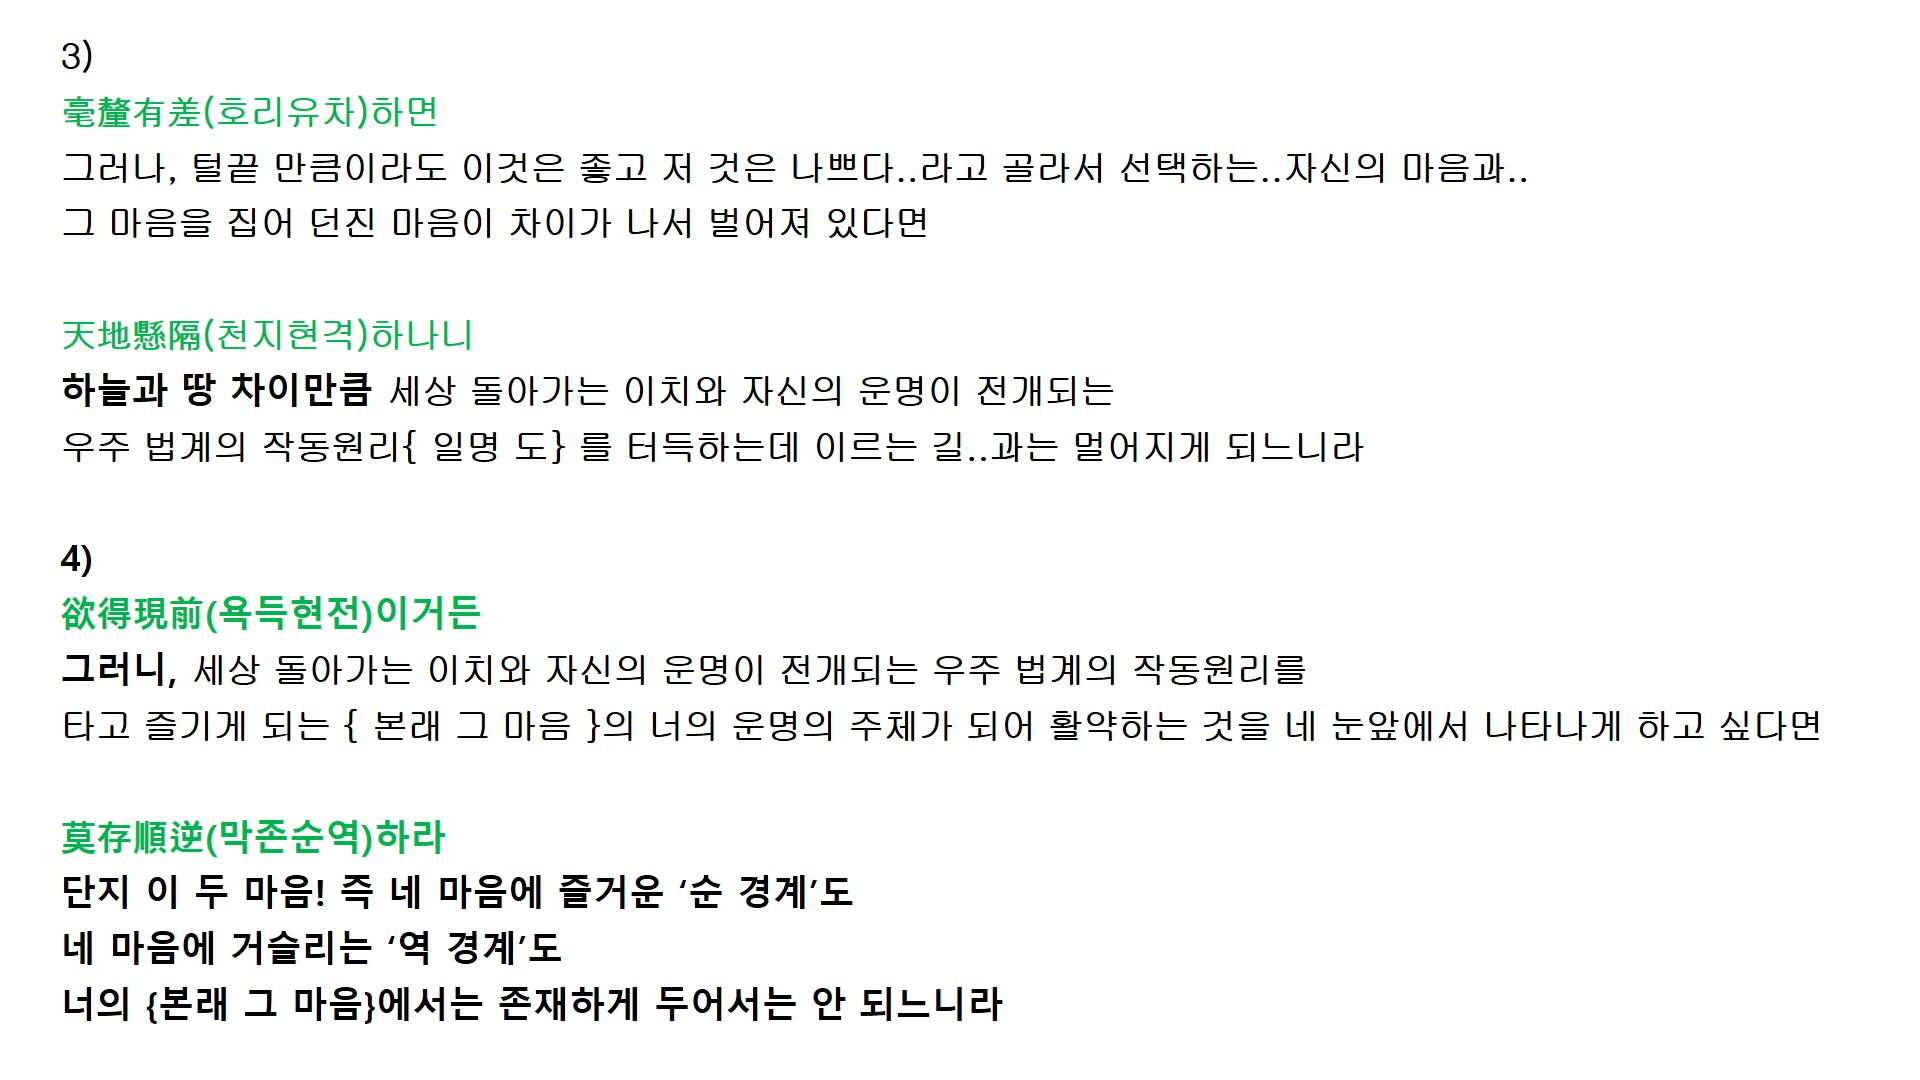 3)
毫釐有差(호리유차)하면
그러나, 털끝 만큼이라도 이것은 좋고 저 것은 나쁘다..라고 골라서 선택하는..자신의 마음과..
그 마음을 집어 던진 마음이 차이가 나서 벌어져 있다면
天地懸隔(천지현격)하나니
하늘과 땅 차이만큼 세상 돌아가는 이치와 자신의 운명이 전개되는
우주 법계의 작동원리{ 일명 도} 를 터득하는데 이르는 길..과는 멀어지게 되느니라
4)
欲得現前(욕득현전)이거든
그러니, 세상 돌아가는 이치와 자신의 운명이 전개되는 우주 법계의 작동원리를
타고 즐기게 되는 { 본래 그 마음 }의 너의 운명의 주체가 되어 활약하는 것을 네 눈앞에서 나타나게 하고 싶다면
莫存順逆(막존순역)하라
단지 이 두 마음! 즉 네 마음에 즐거운 ‘순 경계’도
네 마음에 거슬리는 ‘역 경계’도
너의 {본래 그 마음}에서는 존재하게 두어서는 안 되느니라